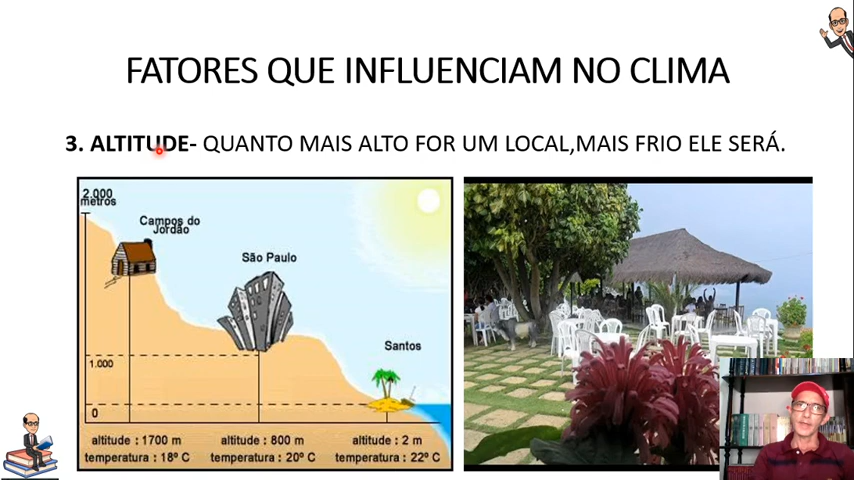 FATORES QUE INFLUENCIAM NO CLIMA
3. ALTITUDE- QUANTO MAIS ALTO FOR UM LOCAL,MAIS FRIO ELE SERÁ.
2.000
metros
Campos do
Jordão
São Paulo
Santos
1.000
0
altitude : 1700 m
temperatura : 18º C
altitude : 800 m
temperatura : 20º C
altitude : 2 m
temperatura : 22º C